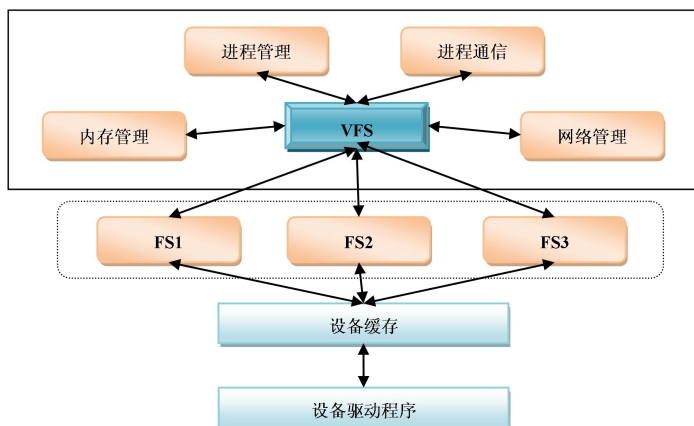 进程管理
进程通信
内存管理
VFS
网络管理
FS1
FS2
FS3
设备缓存
设备驱动程序